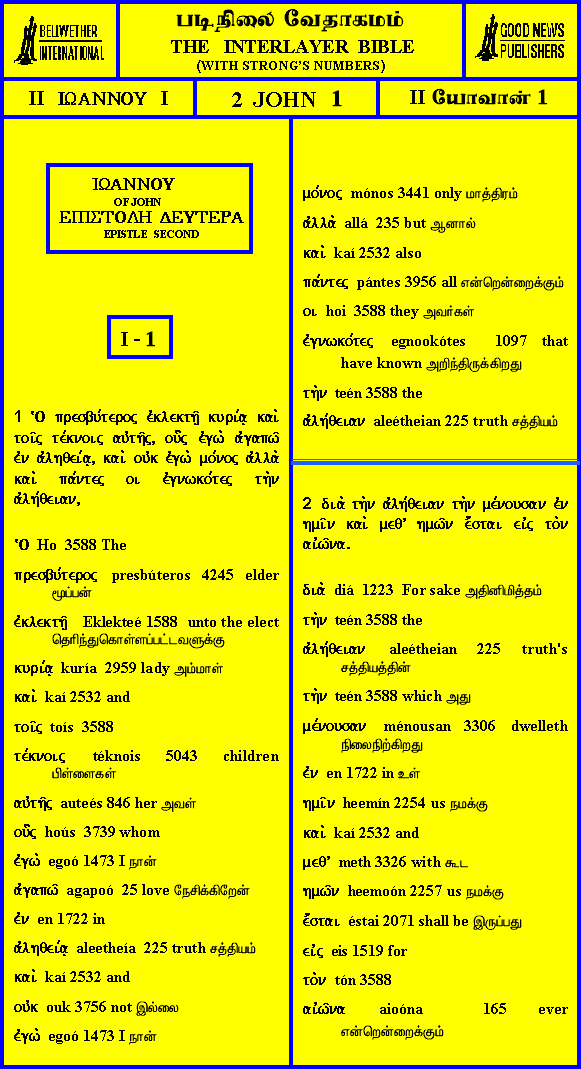 BELLWETHER
INTERNATIONAL
படிநிலை வேதாகமம்
THE INTERLAYER BIBLE
(WITH STRONG'S NUMBERS)
GOOD NEWS
PUBLISHERS
II ΙΩΑΝΝΟΥ I
2 JOHN 1
II யோவான் 1
ΙΩΑΝΝΟΥ
OF JOHN
ΕΠΙΣΤΟΛΗ ΔΕΥΤΕΡΑ
EPISTLE SECOND
I - 1
1 Ὁ πρεσβύτερος ἐκλεκτῇ κυρίᾳ καὶ
τοῖς τέκνοις αὐτῆς, οὓς ἐγὼ ἀγαπῶ
ἐν ἀληθείᾳ, καὶ οὐκ ἐγὼ μόνος ἀλλὰ
καὶ πάντες οι ἐγνωκότες τὴν
ἀλήθειαν,
Ὁ Ho 3588 The
πρεσβύτερος presbúteros 4245 elder
மூப்பன்
ἐκλεκτῇ Eklekteé 1588 unto the elect
தெரிந்துகொள்ளப்பட்டவளுக்கு
κυρίᾳ kuría 2959 lady அம்மாள்
καὶ kaí 2532 and
τοῖς toís 3588
τέκνοις téknois 5043 children
பிள்ளைகள்
αὐτῆς auteés 846 her அவள்
οὓς hoús 3739 whom
ἐγὼ egoó 1473 I நான்
ἀγαπῶ agapoó 25 love நேசிக்கிறேன்
ἐν en 1722 in
ἀληθείᾳ aleetheía 225 truth சத்தியம்
καὶ kaí 2532 and
οὐκ ouk 3756 not இல்லை
ἐγὼ egoó 1473 I நான்
μόνος mónos 3441 only மாத்திரம்
ἀλλὰ allá 235 but ஆனால்
καὶ kaí 2532 also
πάντες pántes 3956 all என்றென்றைக்கும்
οι hoi 3588 they அவர்கள்
ἐγνωκότες egnookótes 1097 that
have known அறிந்திருக்கிறது
τὴν teén 3588 the
ἀλήθειαν aleétheian 225 truth சத்தியம்
2 διὰ τὴν ἀλήθειαν τὴν μένουσαν ἐν
ημῖν καὶ μεθ’ ημῶν ἔσται εἰς τὸν
αἰῶνα.
διὰ diá 1223 For sake அதினிமித்தம்
τὴν teén 3588 the
ἀλήθειαν aleétheian 225 truth's
சத்தியத்தின்
τὴν teén 3588 which அது
μένουσαν ménousan 3306 dwelleth
நிலைநிற்கிறது
ἐν en 1722 in உள்
ημῖν heemín 2254 us நமக்கு
καὶ kaí 2532 and
μεθ’ meth 3326 with கூட
ημῶν heemoón 2257 us நமக்கு
ἔσται éstai 2071 shall be இருப்பது
εἰς eis 1519 for
τὸν tón 3588
αἰῶνα aioóna 165 ever
என்றென்றைக்கும்